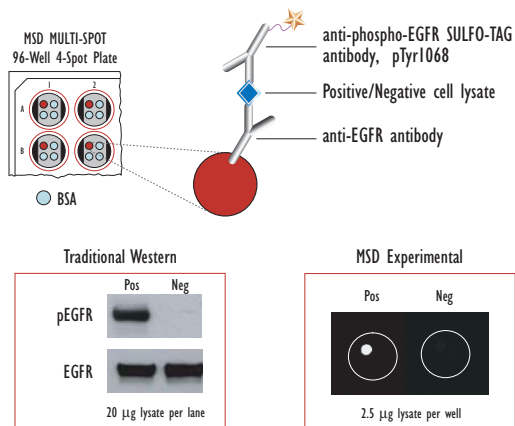 MSD MULTI-SPOT
96-Well 4-Spot Plate
1 2
A
B
BSA
anti-phospho-EGFR SULFO-TAG
antibody, pTyr1068
Positive/Negative cell lysate
anti-EGFR antibody
Traditional Western
Pos Neg
pEGFR
EGFR
20 µg lysate per lane
MSD Experimental
Pos Neg
2.5 µg lysate per well